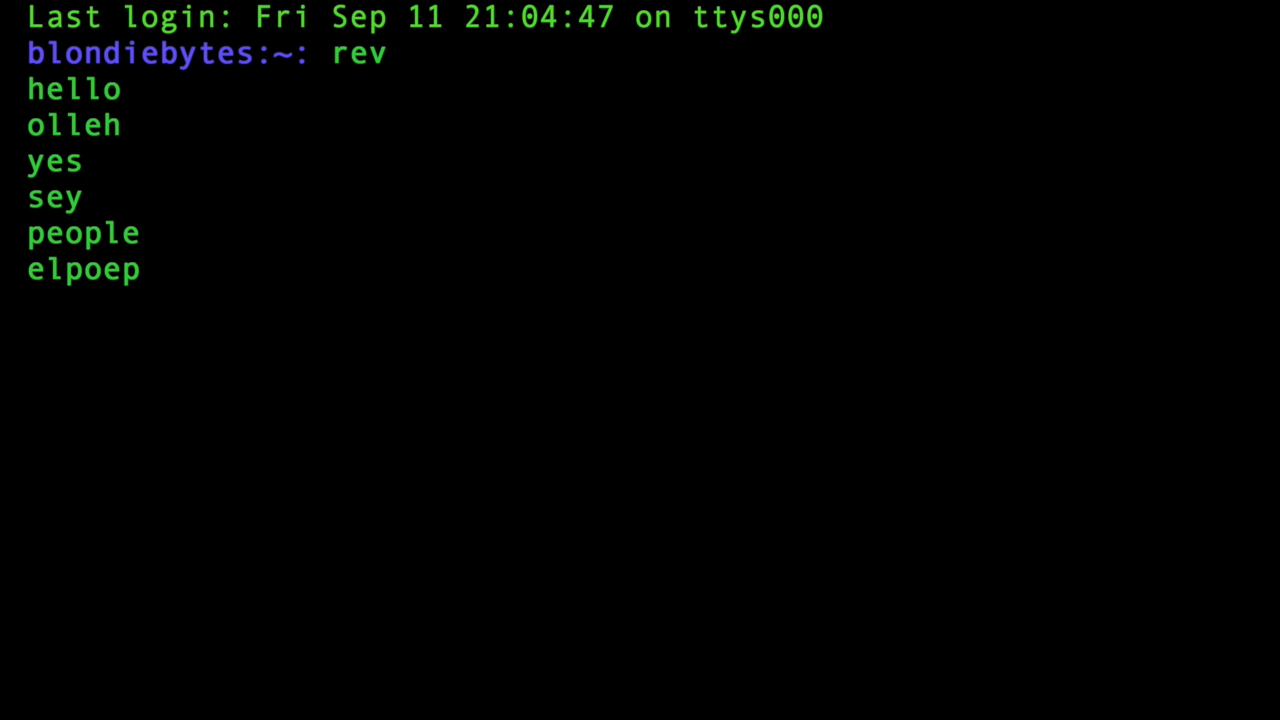 Last login: Fri Sep 11 21:04:47 on ttys000
blondiebytes:~: rev
hello
olleh
yes
sey
people
elpoep